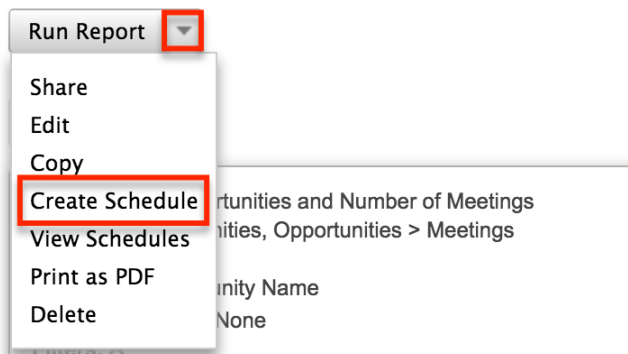 Run Report
Share
Edit
Copy
Create Schedule
rtunities and Number of Meetings
View Schedules
nities, Opportunities > Meetings
Print as PDF
unity Name
Delete
None